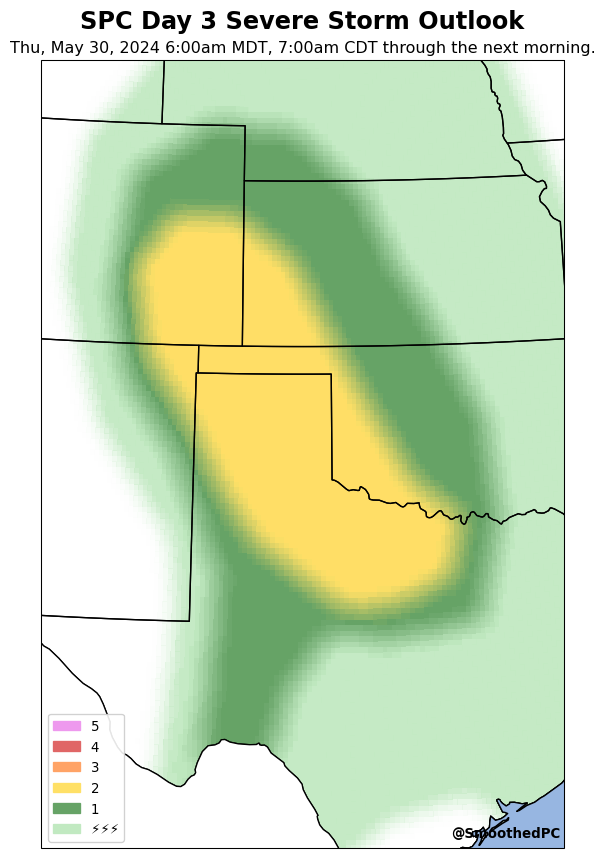 SPC Day 3 Severe Storm Outlook
Thu, May 30, 2024 6:00am MDT, 7:00am CDT through the next morning.
5
4
3
2
1
⚡⚡⚡
@SmoothedPC